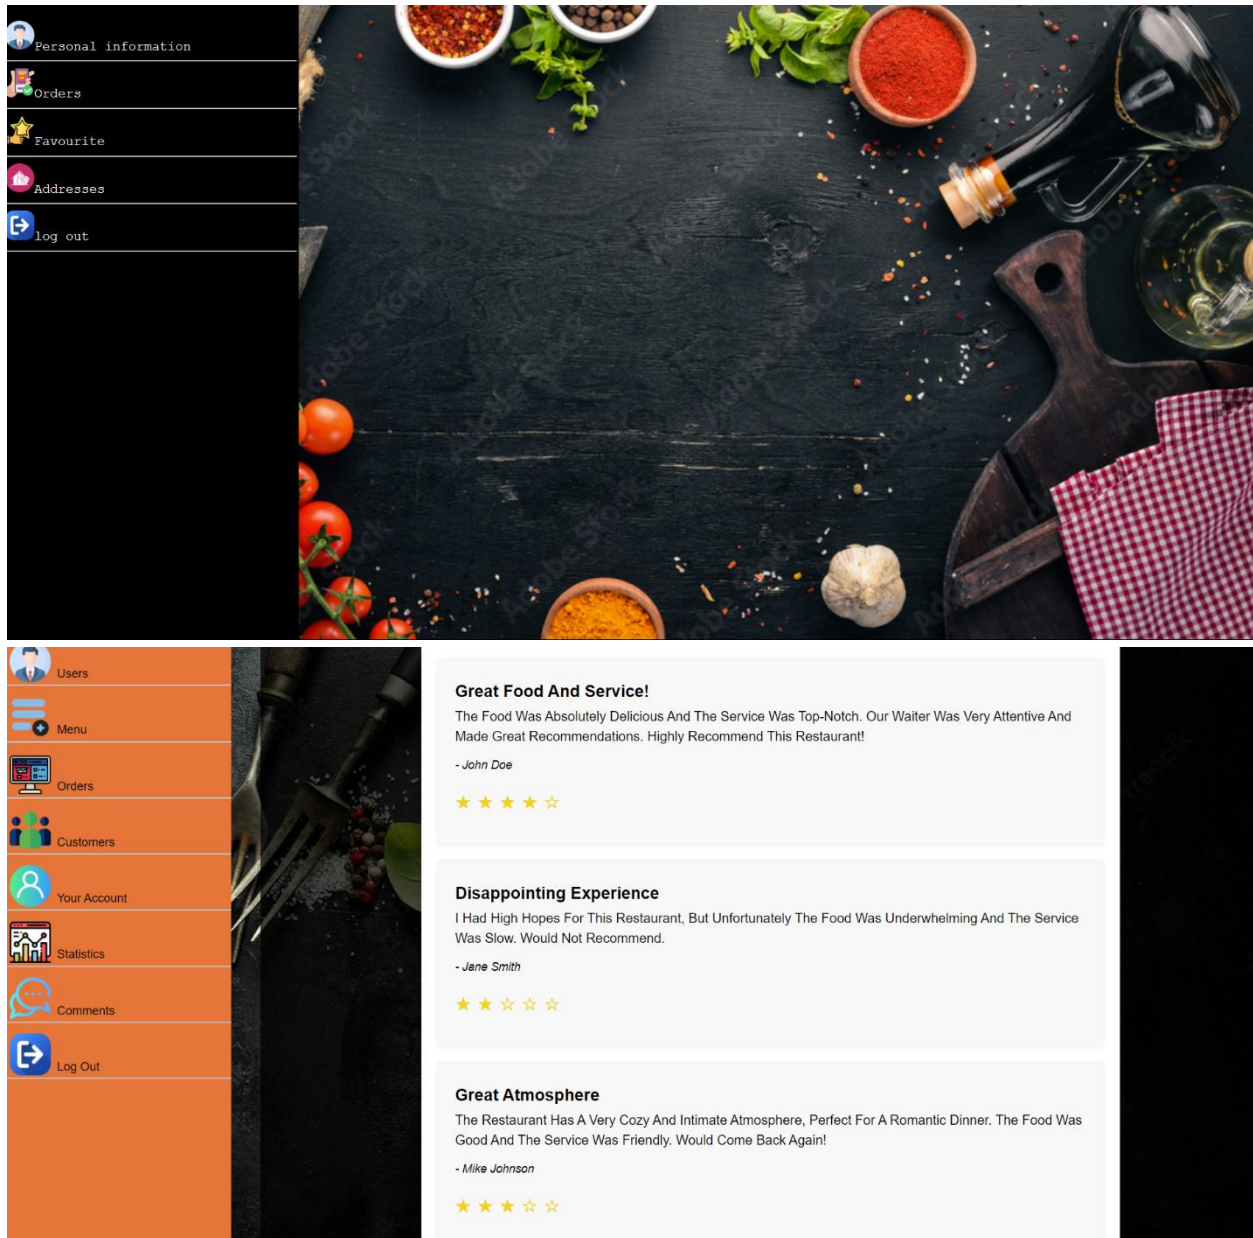 Personal information
Orders
Favourite
Addresses
log out
Adobe Stock
Users
Menu
Orders
Customers
Your Account
Statistics
Comments
Log Out
Great Food And Service!
The Food Was Absolutely Delicious And The Service Was Top-Notch. Our Waiter Was Very Attentive And
Made Great Recommendations. Highly Recommend This Restaurant!
- John Doe
Disappointing Experience
I Had High Hopes For This Restaurant, But Unfortunately The Food Was Underwhelming And The Service
Was Slow. Would Not Recommend.
- Jane Smith
Great Atmosphere
The Restaurant Has A Very Cozy And Intimate Atmosphere, Perfect For A Romantic Dinner. The Food Was
Good And The Service Was Friendly. Would Come Back Again!
- Mike Johnson
freepik